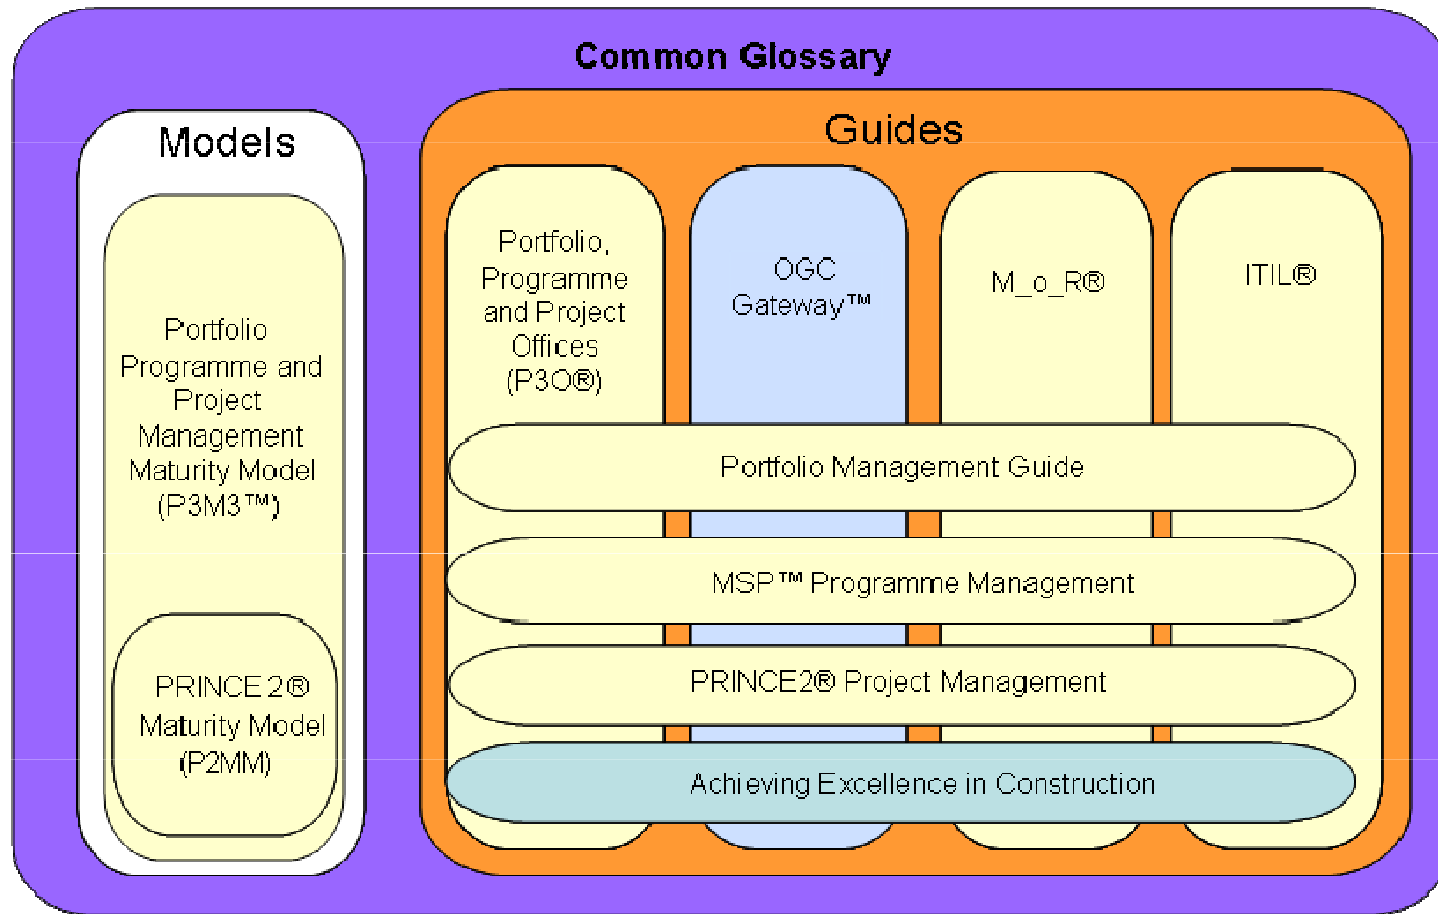 Common Glossary
Models
Portfolio
Programme and
Project
Management
Maturity Model
(P3M3™)
PRINCE2®
Maturity Model
(P2MM)
Guides
Portfolio,
Programme
and Project
Offices
(P3O®)
OGC
Gateway™
M_o_R®
ITIL®
Portfolio Management Guide
MSP™ Programme Management
PRINCE2® Project Management
Achieving Excellence in Construction